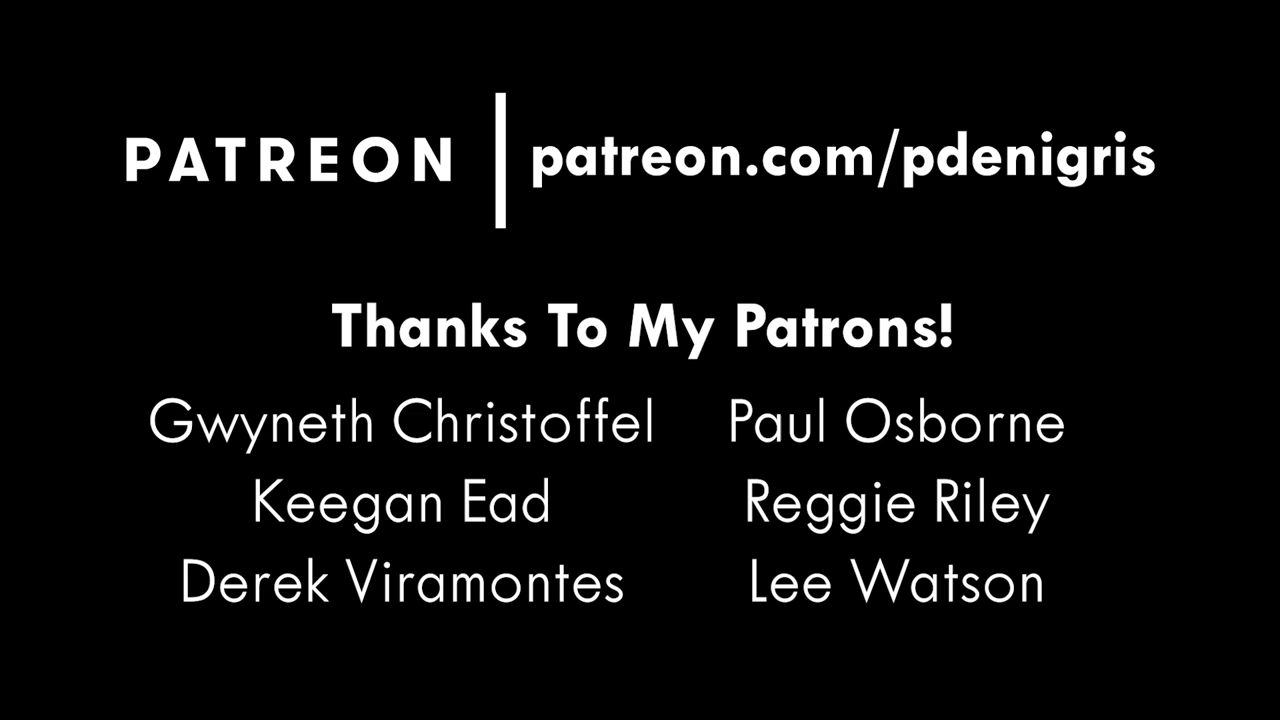 PATREON | patreon.com/pdenigris
Thanks To My Patrons!
Gwyneth Christoffel
Keegan Ead
Derek Viramontes
Paul Osborne
Reggie Riley
Lee Watson